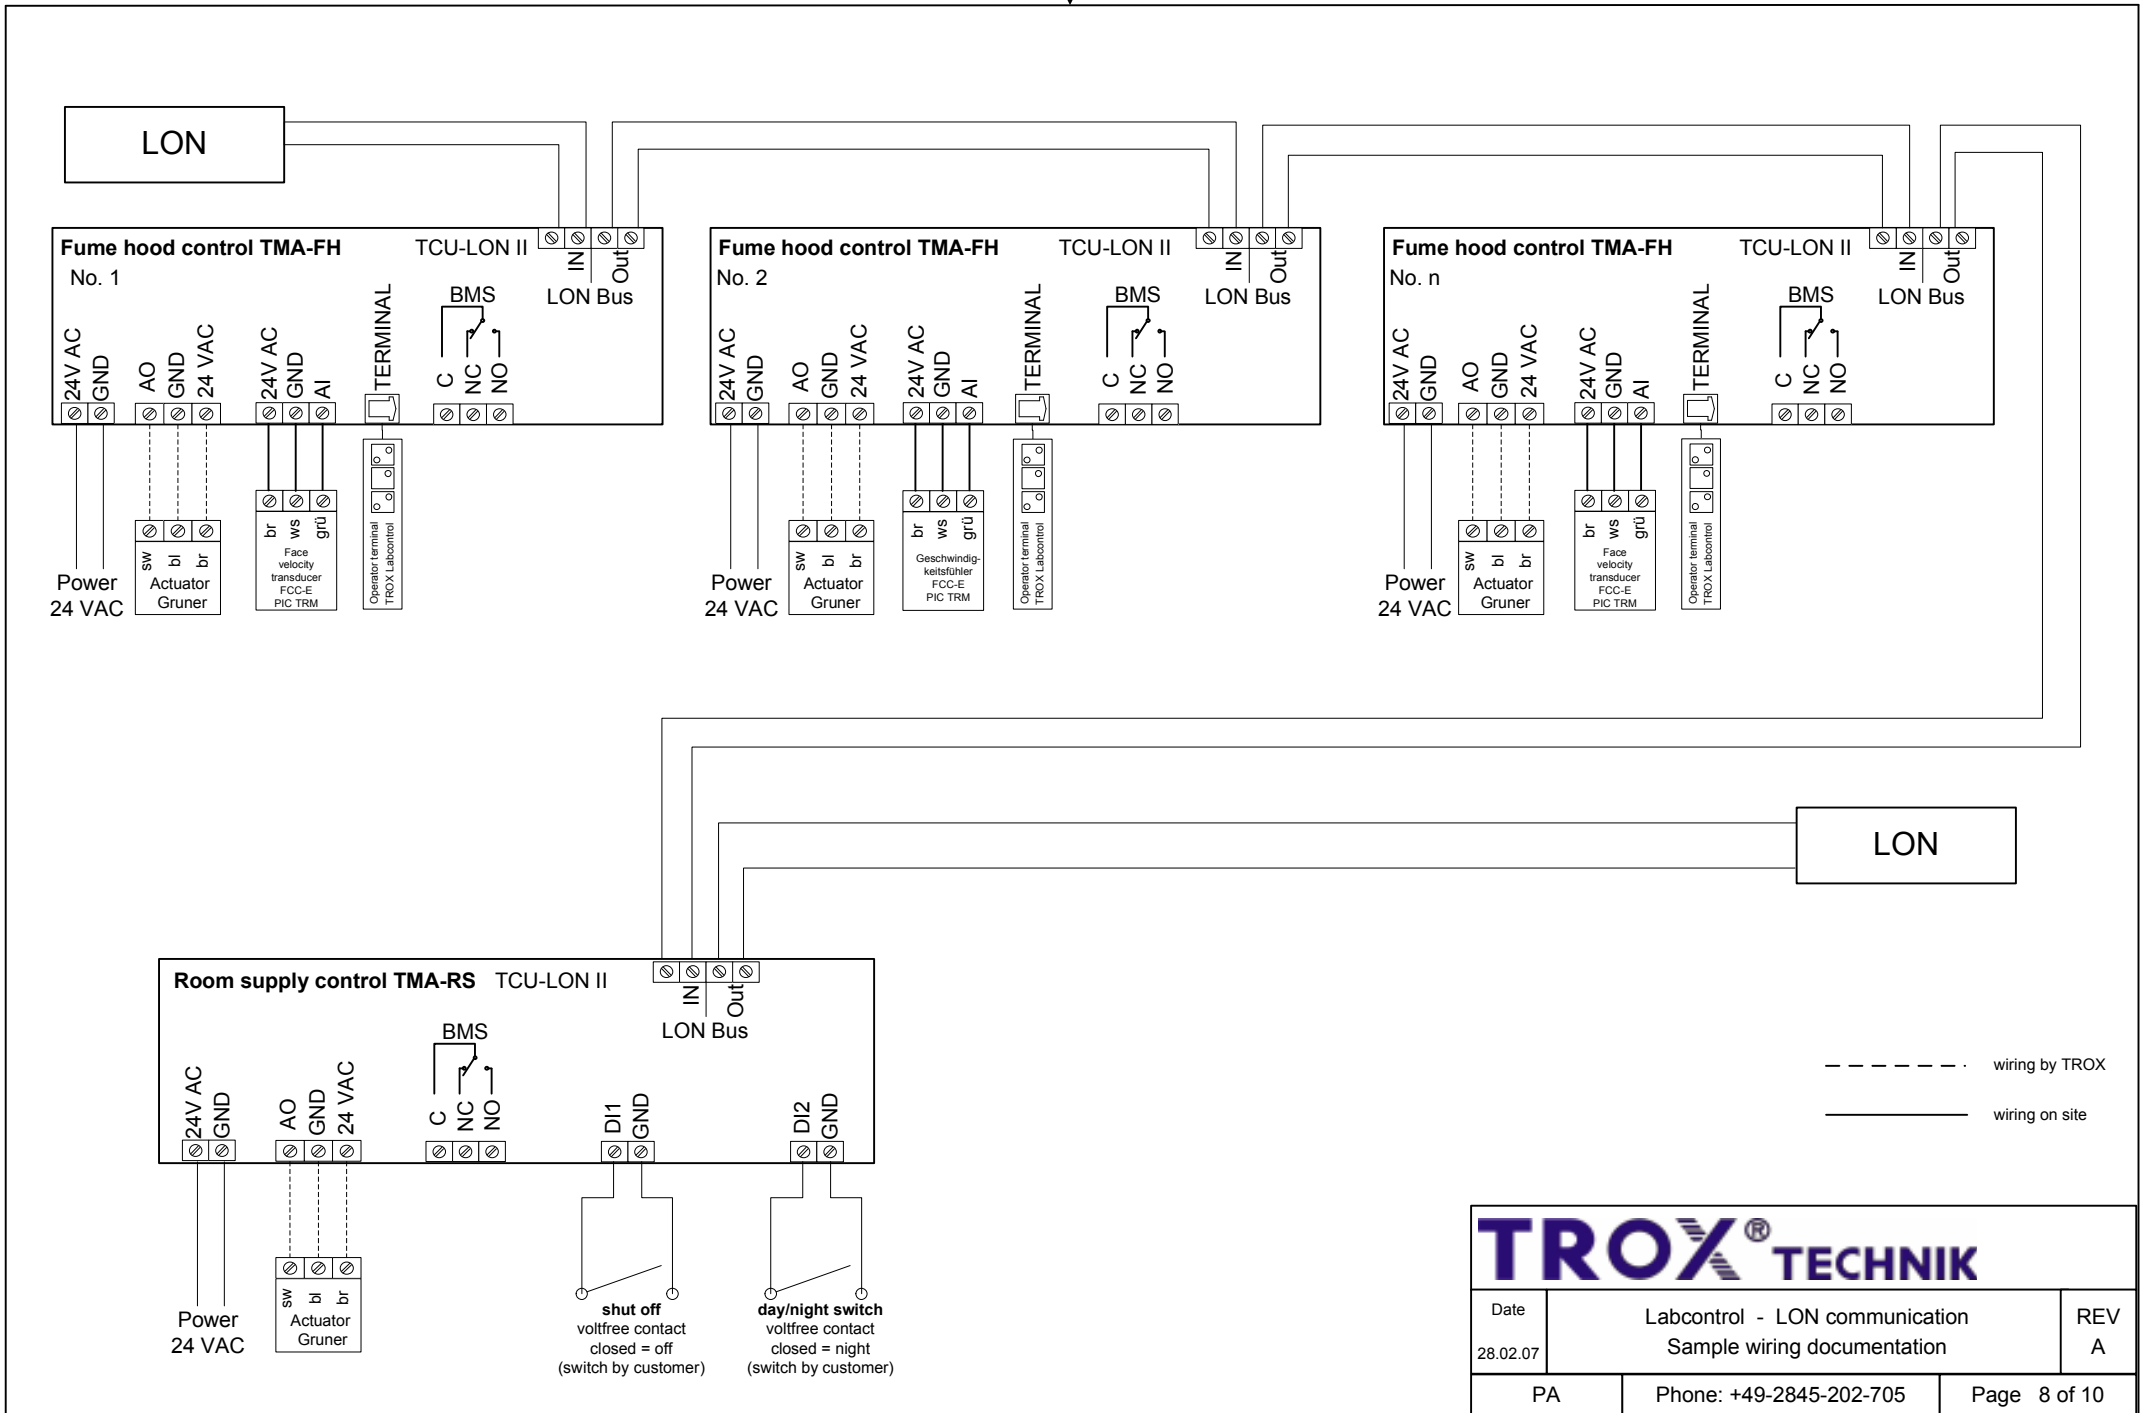 LON
Fume hood control TMA-FH TCU-LON II
No. 1
IN
Out
LON Bus
BMS
24V AC
GND
AO
GND
24 VAC
24V AC
GND
AI
TERMINAL
C
NC
NO
Power
24 VAC
sw bl br
Actuator
Gruner
br ws grü
Face
velocity
transducer
FCC-E
PIC TRM
Operator terminal
TROX Labcontrol
Fume hood control TMA-FH TCU-LON II
No. 2
IN
Out
LON Bus
BMS
24V AC
GND
AO
GND
24 VAC
24V AC
GND
AI
TERMINAL
C
NC
NO
Power
24 VAC
sw bl br
Actuator
Gruner
br ws grü
Geschwindig-
keitsfühler
FCC-E
PIC TRM
Operator terminal
TROX Labcontrol
Fume hood control TMA-FH TCU-LON II
No. n
IN
Out
LON Bus
BMS
24V AC
GND
AO
GND
24 VAC
24V AC
GND
AI
TERMINAL
C
NC
NO
Power
24 VAC
sw bl br
Actuator
Gruner
br ws grü
Face
velocity
transducer
FCC-E
PIC TRM
Operator terminal
TROX Labcontrol
LON
Room supply control TMA-RS TCU-LON II
IN
Out
LON Bus
BMS
24V AC
GND
AO
GND
24 VAC
C
NC
NO
DI1
GND
DI2
GND
Power
24 VAC
sw bl br
Actuator
Gruner
shut off
voltfree contact
closed = off
(switch by customer)
day/night switch
voltfree contact
closed = night
(switch by customer)
wiring by TROX
wiring on site
TROX® TECHNIK
Date
28.02.07
Labcontrol - LON communication
Sample wiring documentation
REV
A
PA
Phone: +49-2845-202-705
Page 8 of 10